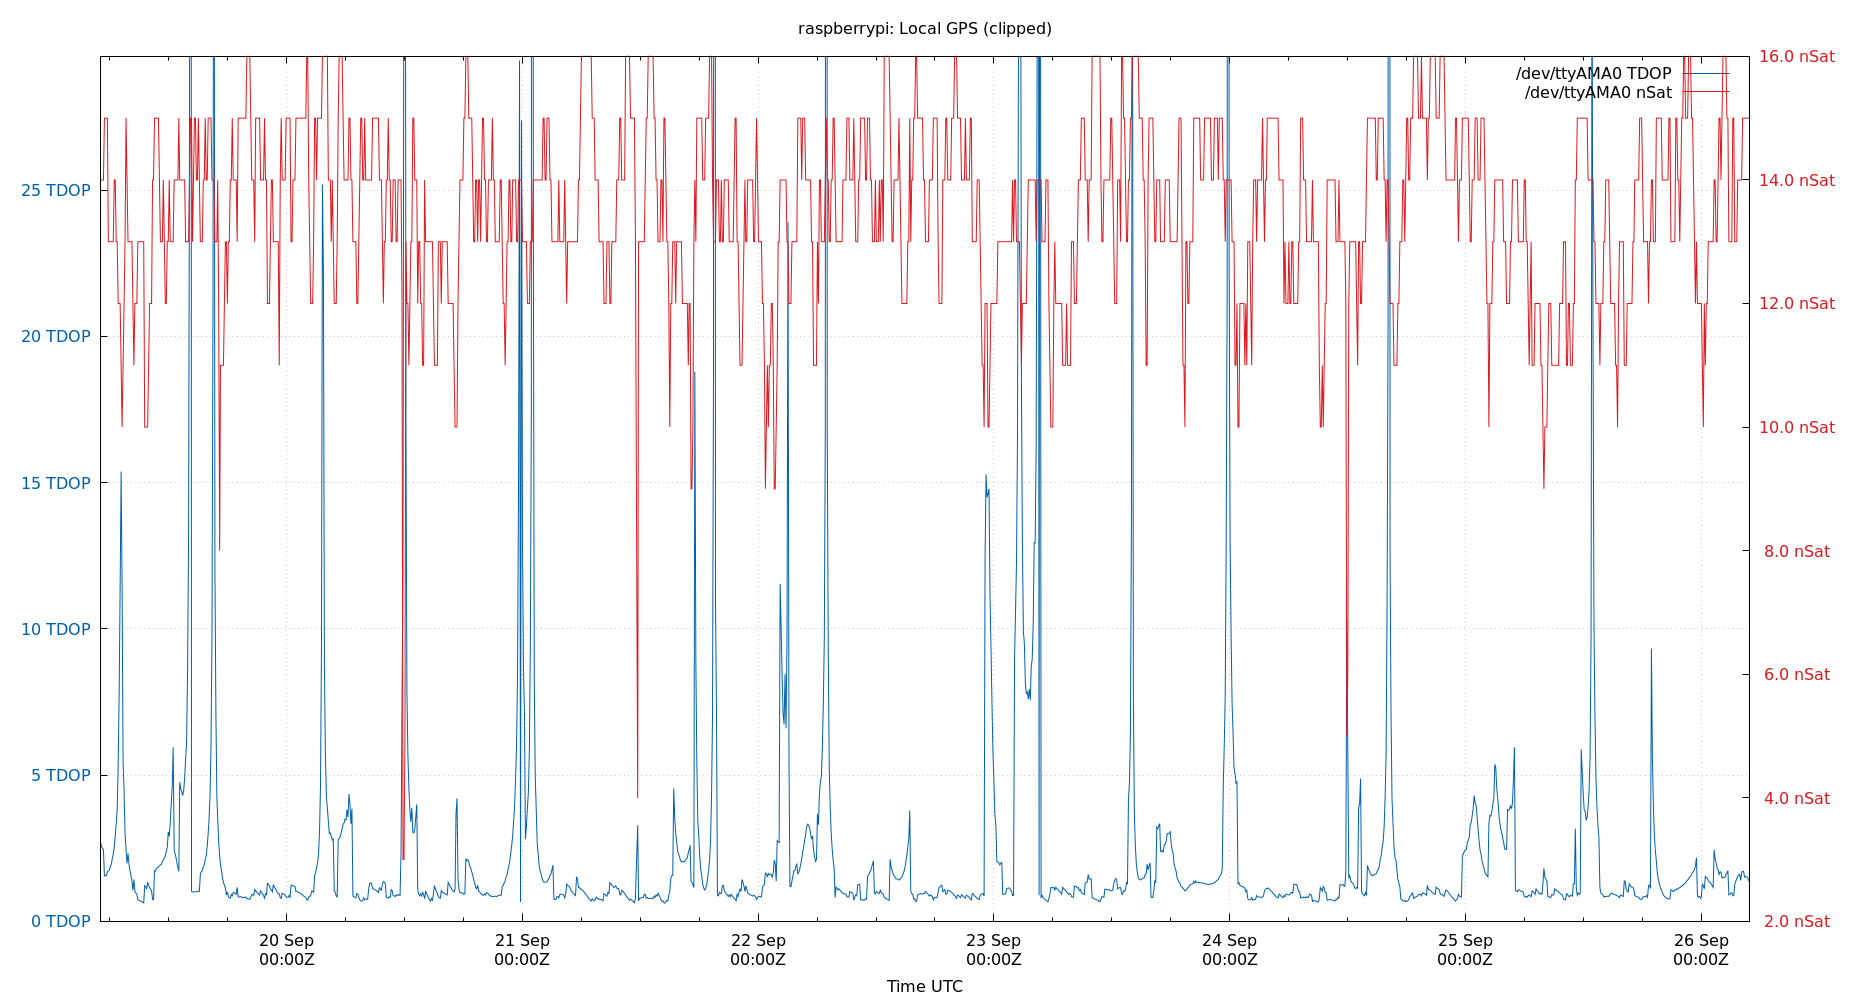 raspberrypi: Local GPS (clipped)
/dev/ttyAMA0 TDOP
/dev/ttyAMA0 nSat
25 TDOP
20 TDOP
15 TDOP
10 TDOP
5 TDOP
0 TDOP
16.0 nSat
14.0 nSat
12.0 nSat
10.0 nSat
8.0 nSat
6.0 nSat
4.0 nSat
2.0 nSat
20 Sep
00:00Z
21 Sep
00:00Z
22 Sep
00:00Z
23 Sep
00:00Z
24 Sep
00:00Z
25 Sep
00:00Z
26 Sep
00:00Z
Time UTC